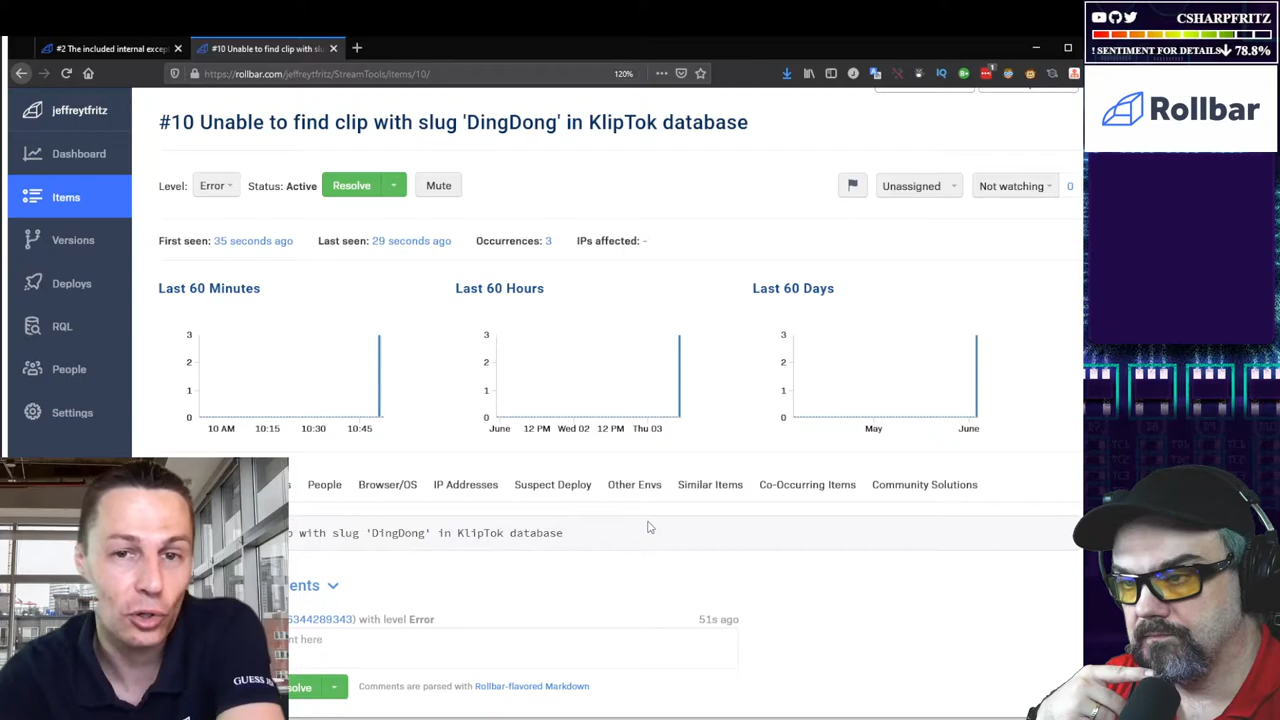 #2 The included internal excep
#10 Unable to find clip with slu
CSHARPFRITZ
! SENTIMENT FOR DETAILS 78.8%
https://rollbar.com/jeffreytfritz/StreamTools/items/10/
120%
Rollbar
jeffreytfritz
Dashboard
Items
Versions
Deploys
RQL
People
Settings
#10 Unable to find clip with slug 'DingDong' in KlipTok database
Level: Error Status: Active Resolve Mute
Unassigned Not watching 0
First seen: 35 seconds ago Last seen: 29 seconds ago Occurrences: 3 IPs affected: -
Last 60 Minutes Last 60 Hours Last 60 Days
3 3 3
2 2 2
1 1 1
0 0 0
10 AM 10:15 10:30 10:45 June 12 PM Wed 02 12 PM Thu 03 May June
s People Browser/OS IP Addresses Suspect Deploy Other Envs Similar Items Co-Occurring Items Community Solutions
p with slug 'DingDong' in KlipTok database
ents
6344289343) with level Error 51s ago
nt here
solve Comments are parsed with Rollbar-flavored Markdown
GUESS